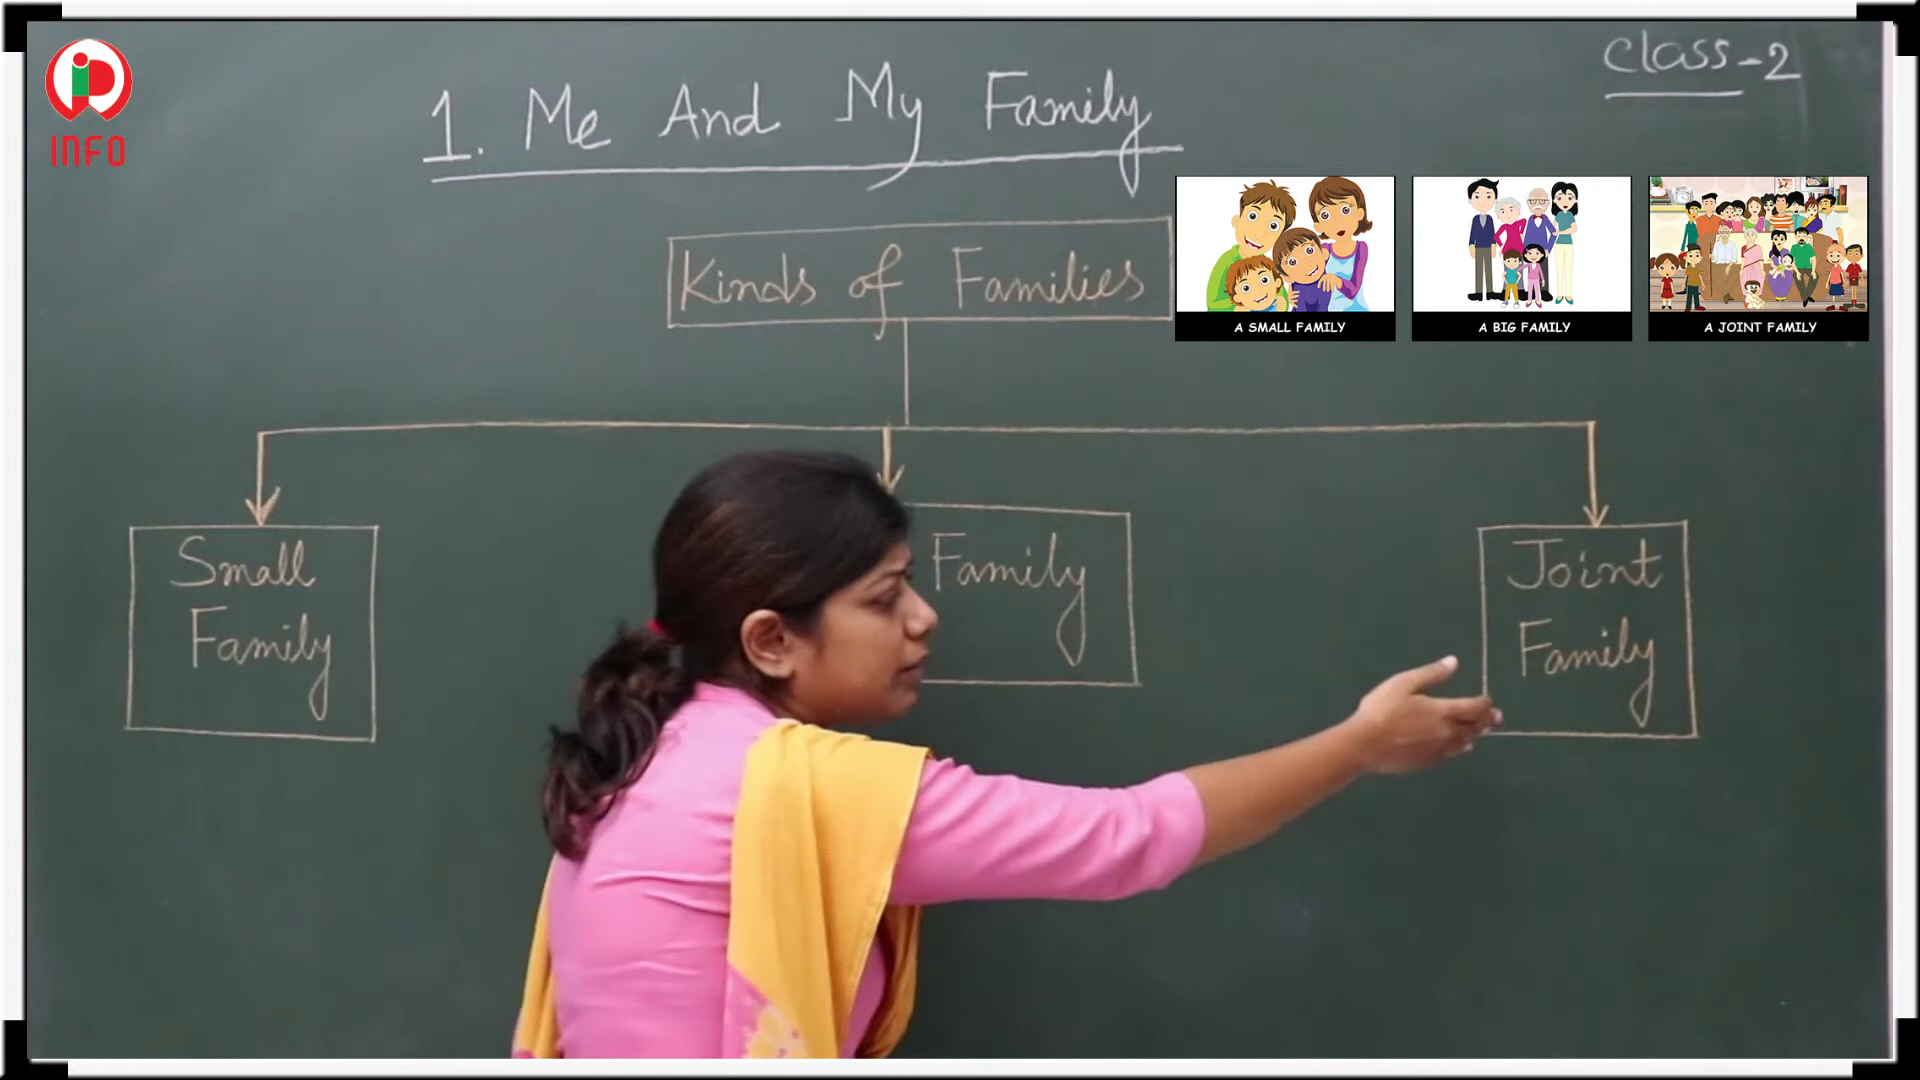 INFO
Class-2
1. Me And My Family
Kinds of Families
A SMALL FAMILY
A BIG FAMILY
A JOINT FAMILY
Small
Family
Family
Joint
Family